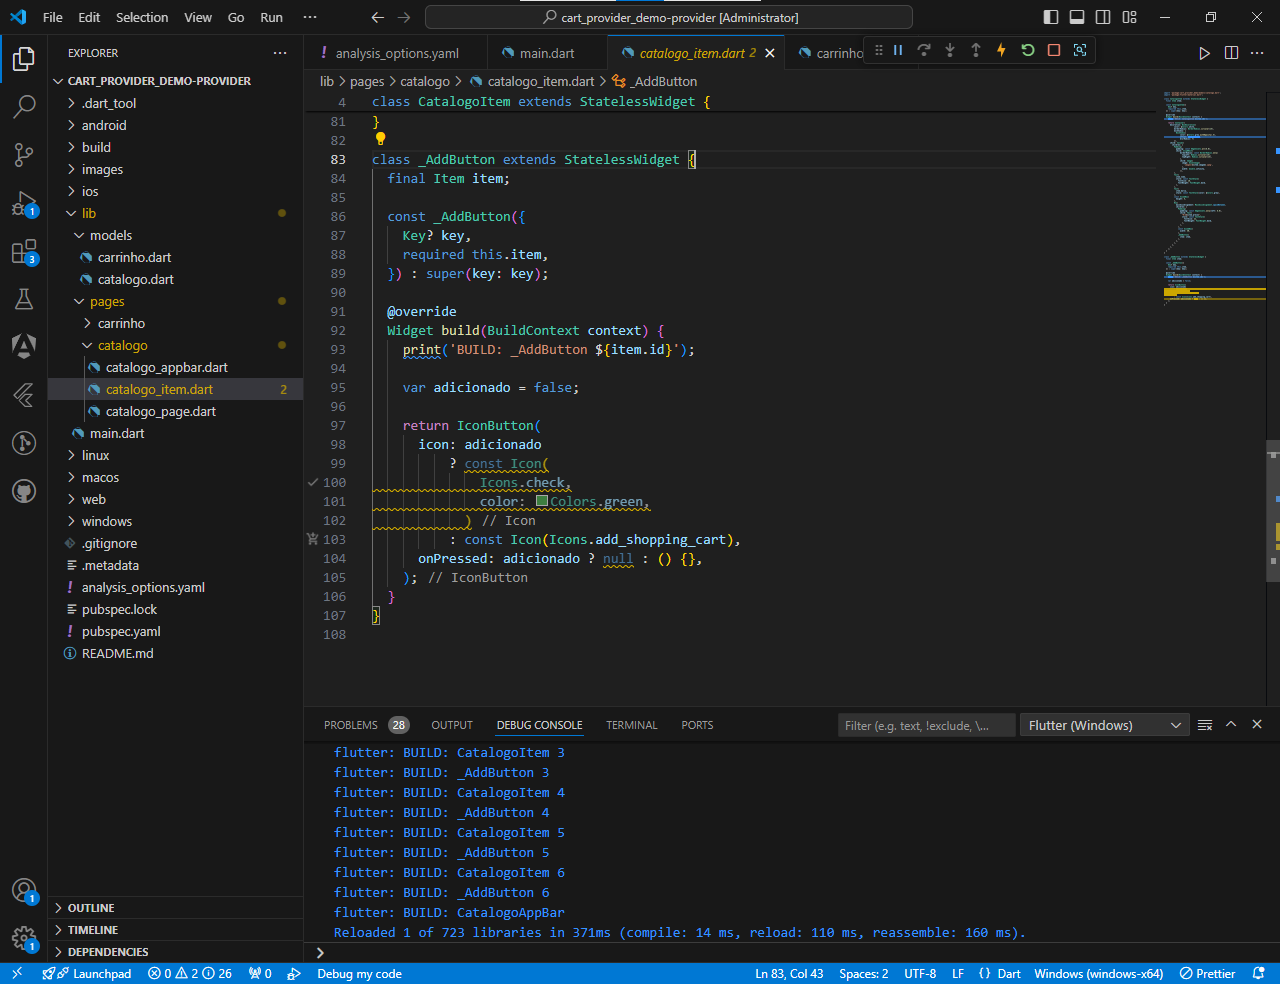 File Edit Selection View Go Run ···
cart_provider_demo-provider [Administrator]
EXPLORER
CART_PROVIDER_DEMO-PROVIDER
.dart_tool
android
build
images
ios
lib
models
carrinho.dart
catalogo.dart
pages
carrinho
catalogo
catalogo_appbar.dart
catalogo_item.dart 2
catalogo_page.dart
main.dart
linux
macos
web
windows
.gitignore
.metadata
analysis_options.yaml
pubspec.lock
pubspec.yaml
README.md
OUTLINE
TIMELINE
DEPENDENCIES
1
3
1
1
analysis_options.yaml main.dart catalogo_item.dart 2 carrinho
lib > pages > catalogo > catalogo_item.dart > _AddButton
4 class CatalogoItem extends StatelessWidget {
81 }
82
83 class _AddButton extends StatelessWidget {
84 final Item item;
85
86 const _AddButton({
87 Key? key,
88 required this.item,
89 }) : super(key: key);
90
91 @override
92 Widget build(BuildContext context) {
93 print('BUILD: _AddButton ${item.id}');
94
95 var adicionado = false;
96
97 return IconButton(
98 icon: adicionado
99 ? const Icon(
100 Icons.check,
101 color: Colors.green,
102 ) // Icon
103 : const Icon(Icons.add_shopping_cart),
104 onPressed: adicionado ? null : () {},
105 ); // IconButton
106 }
107 }
108
PROBLEMS 28 OUTPUT DEBUG CONSOLE TERMINAL PORTS
Filter (e.g. text, !exclude, \...
Flutter (Windows)
flutter: BUILD: CatalogoItem 3
flutter: BUILD: _AddButton 3
flutter: BUILD: CatalogoItem 4
flutter: BUILD: _AddButton 4
flutter: BUILD: CatalogoItem 5
flutter: BUILD: _AddButton 5
flutter: BUILD: CatalogoItem 6
flutter: BUILD: _AddButton 6
flutter: BUILD: CatalogoAppBar
Reloaded 1 of 723 libraries in 371ms (compile: 14 ms, reload: 110 ms, reassemble: 160 ms).
Launchpad 0 2 26 0 Debug my code Ln 83, Col 43 Spaces: 2 UTF-8 LF {} Dart Windows (windows-x64) Prettier